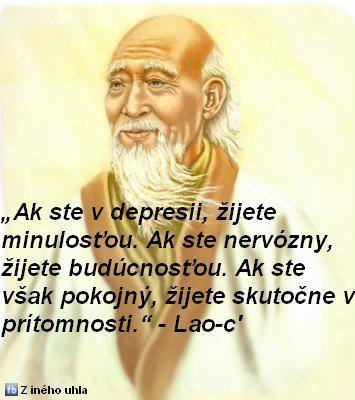 „Ak ste v depresii, žijete
minulosťou. Ak ste nervózny,
žijete budúcnosťou. Ak ste
však pokojný, žijete skutočne v
prítomnosti.“ - Lao-c'
fb Z iného uhla